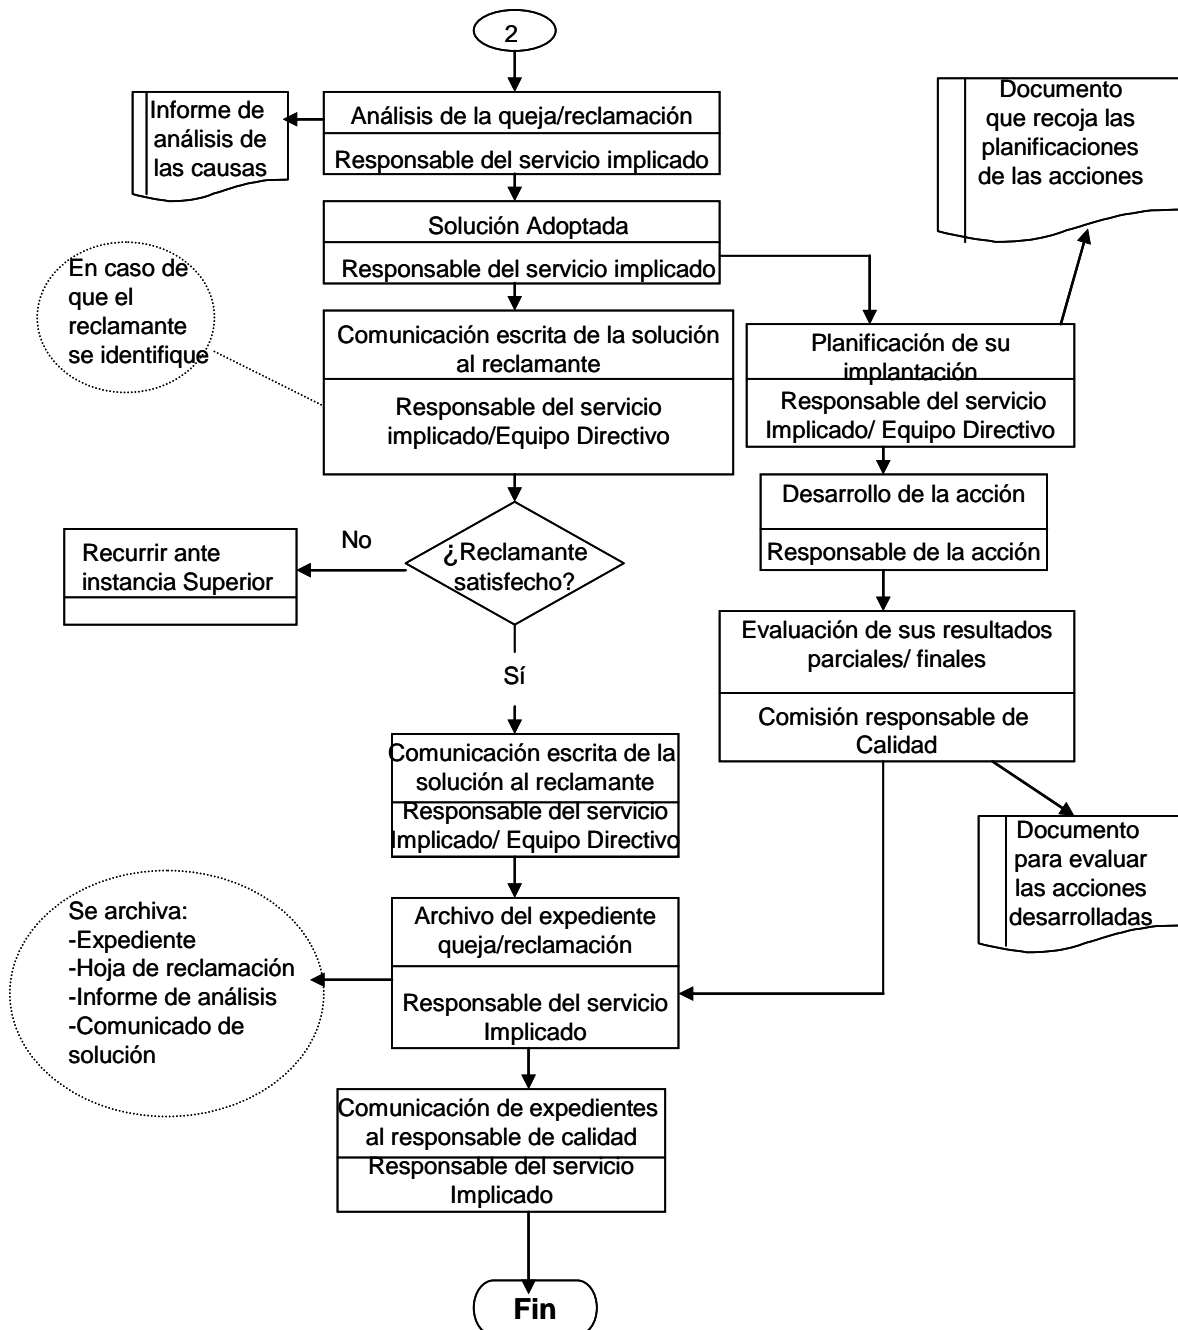 2
Informe de
análisis de
las causas
Análisis de la queja/reclamación
Responsable del servicio implicado
Documento
que recoja las
planificaciones
de las acciones
Solución Adoptada
Responsable del servicio implicado
En caso de
que el
reclamante
se identifique
Comunicación escrita de la solución
al reclamante
Responsable del servicio
implicado/Equipo Directivo
Planificación de su
implantación
Responsable del servicio
Implicado/ Equipo Directivo
Desarrollo de la acción
Responsable de la acción
Recurrir ante
instancia Superior
No
¿Reclamante
satisfecho?
Sí
Evaluación de sus resultados
parciales/ finales
Comisión responsable de
Calidad
Comunicación escrita de la
solución al reclamante
Responsable del servicio
Implicado/ Equipo Directivo
Documento
para evaluar
las acciones
desarrolladas
Se archiva:
-Expediente
-Hoja de reclamación
-Informe de análisis
-Comunicado de
solución
Archivo del expediente
queja/reclamación
Responsable del servicio
Implicado
Comunicación de expedientes
al responsable de calidad
Responsable del servicio
Implicado
Fin